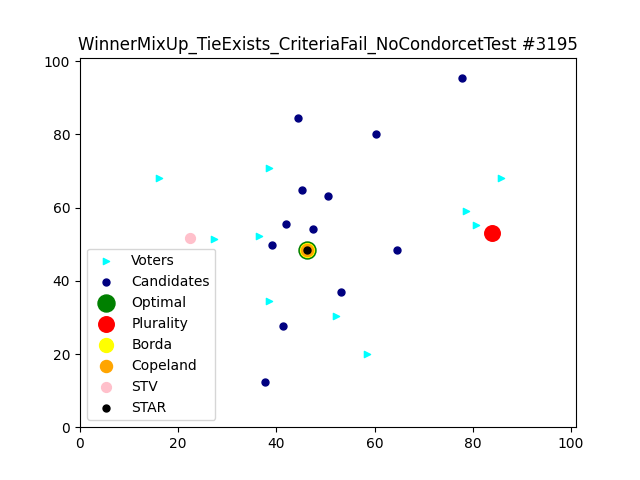 WinnerMixUp_TieExists_CriteriaFail_NoCondorcetTest #3195
100
80
60
40
20
0
Voters
Candidates
Optimal
Plurality
Borda
Copeland
STV
STAR
0 20 40 60 80 100